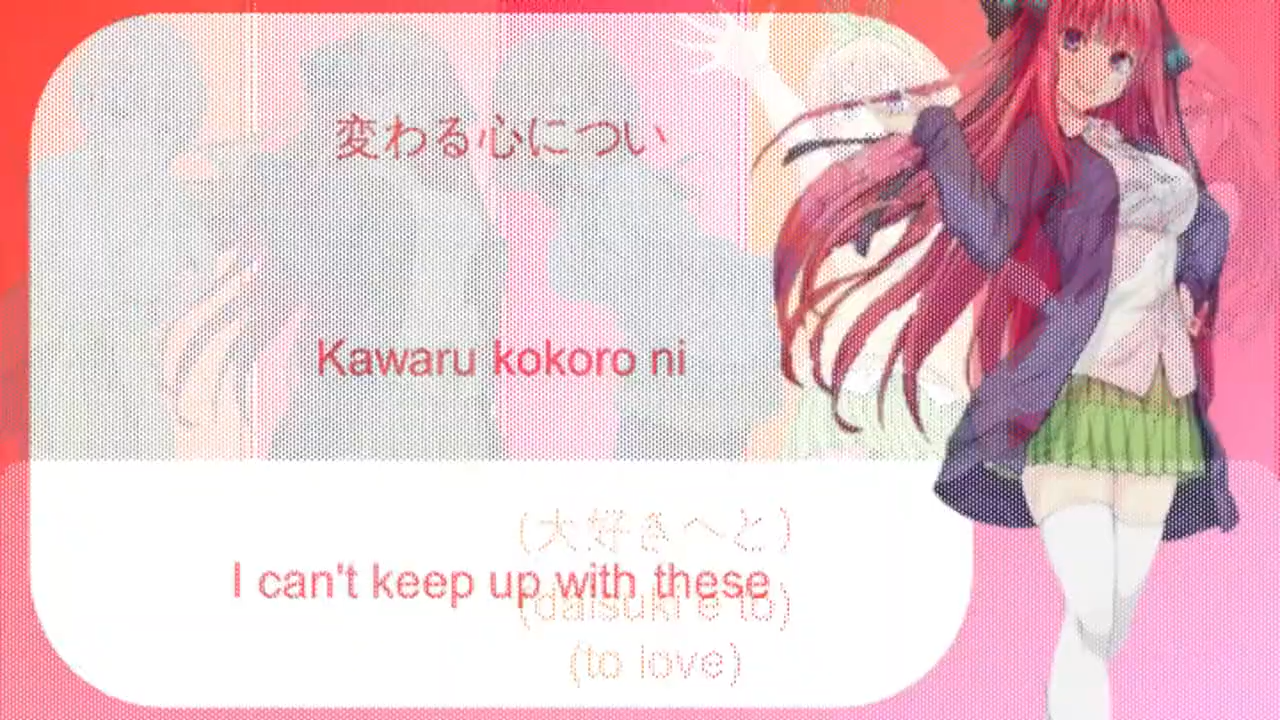 変わる心につい
Kawaru kokoro ni
(大好きへと)
I can't keep up with these
(daisuki e to)
(to love)